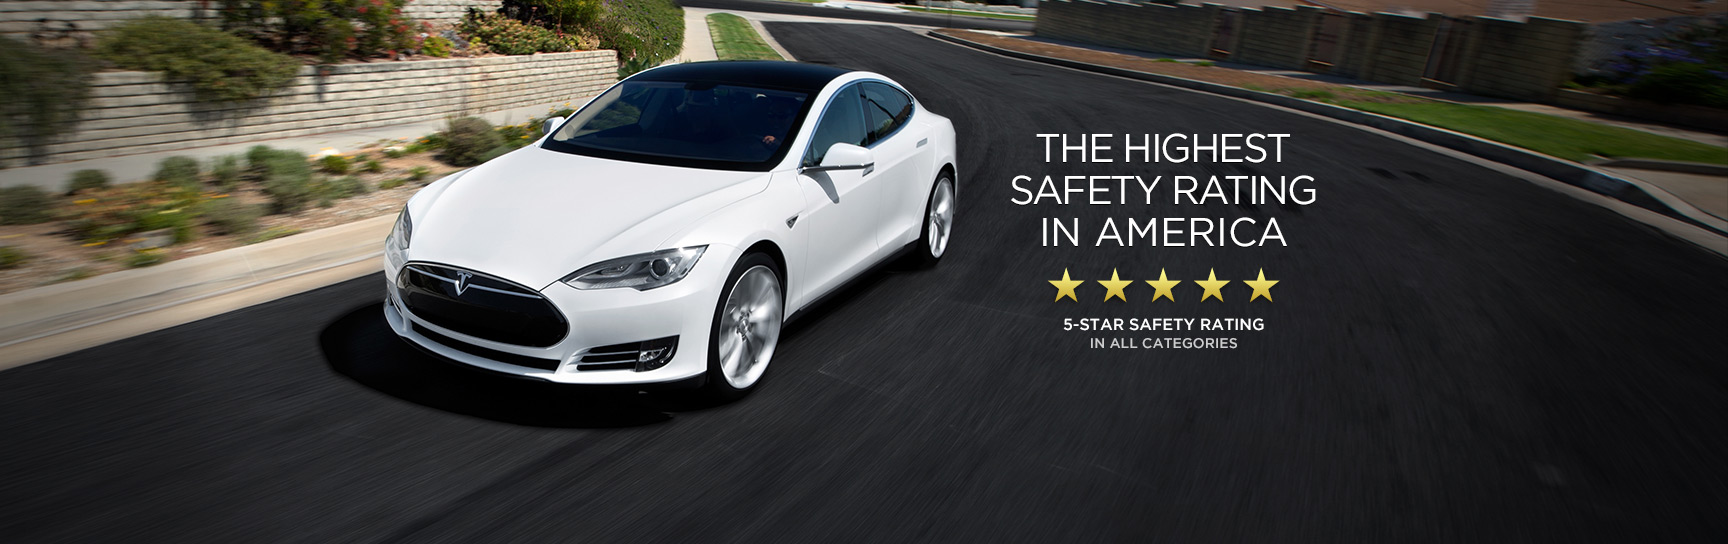 THE HIGHEST
SAFETY RATING
IN AMERICA
5-STAR SAFETY RATING
IN ALL CATEGORIES